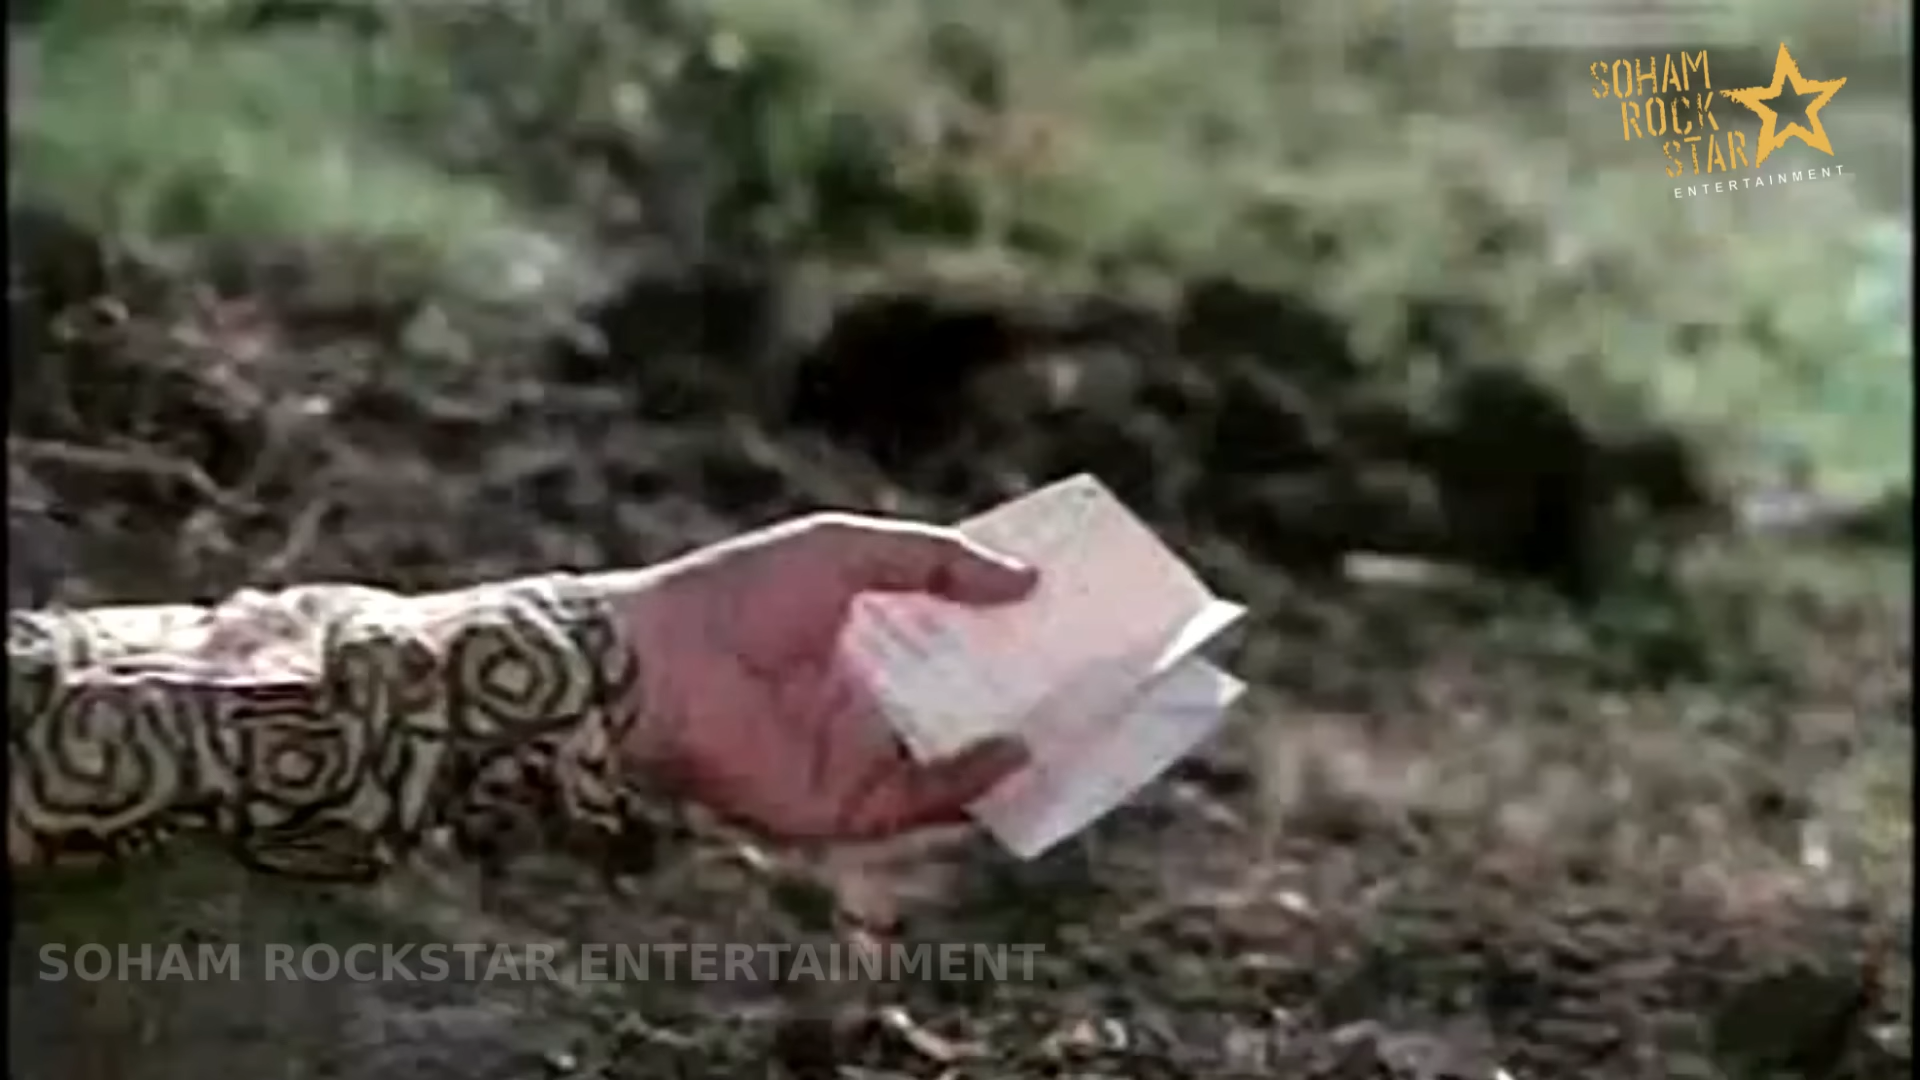 SOHAM
ROCK
STAR
ENTERTAINMENT
SOHAM ROCKSTAR ENTERTAINMENT